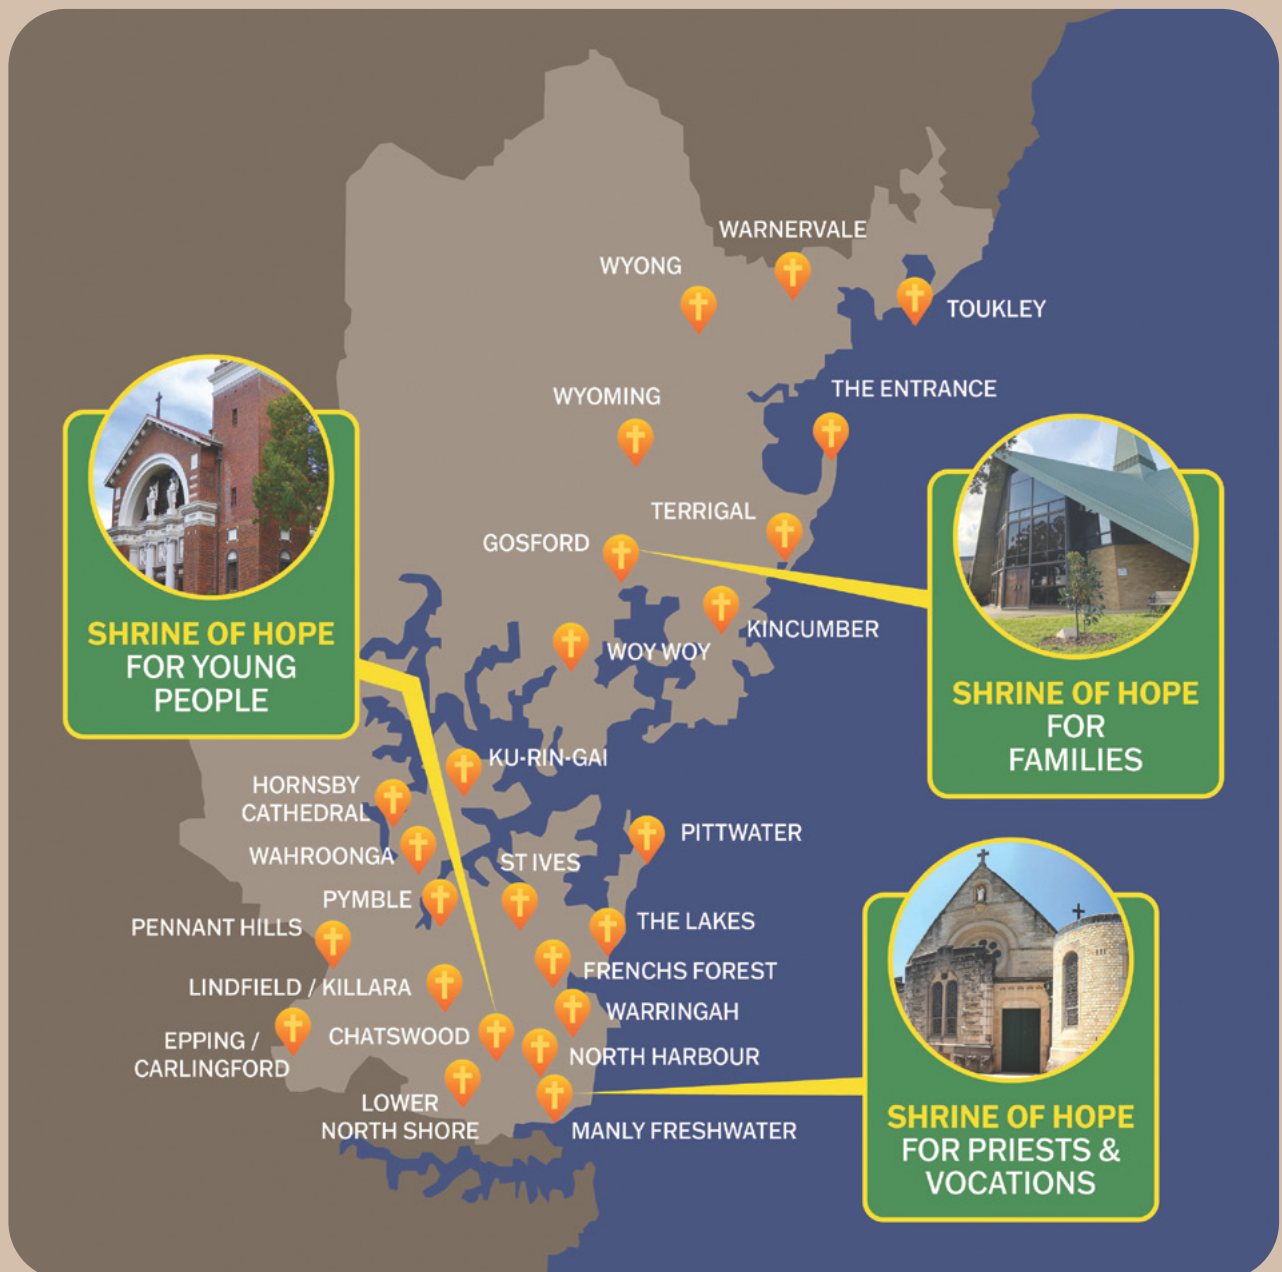 WARNERVALE
WYONG
TOUKLEY
THE ENTRANCE
WYOMING
TERRIGAL
GOSFORD
KINCUMBER
WOY WOY
SHRINE OF HOPE
FOR YOUNG
PEOPLE
SHRINE OF HOPE
FOR
FAMILIES
KU-RIN-GAI
HORNSBY
CATHEDRAL
WAHROONGA
PITTWATER
ST IVES
PYMBLE
PENNANT HILLS
THE LAKES
FRENCHS FOREST
LINDFIELD / KILLARA
WARRINGAH
EPPING /
CARLINGFORD
CHATSWOOD
NORTH HARBOUR
LOWER
NORTH SHORE
MANLY FRESHWATER
SHRINE OF HOPE
FOR PRIESTS &
VOCATIONS